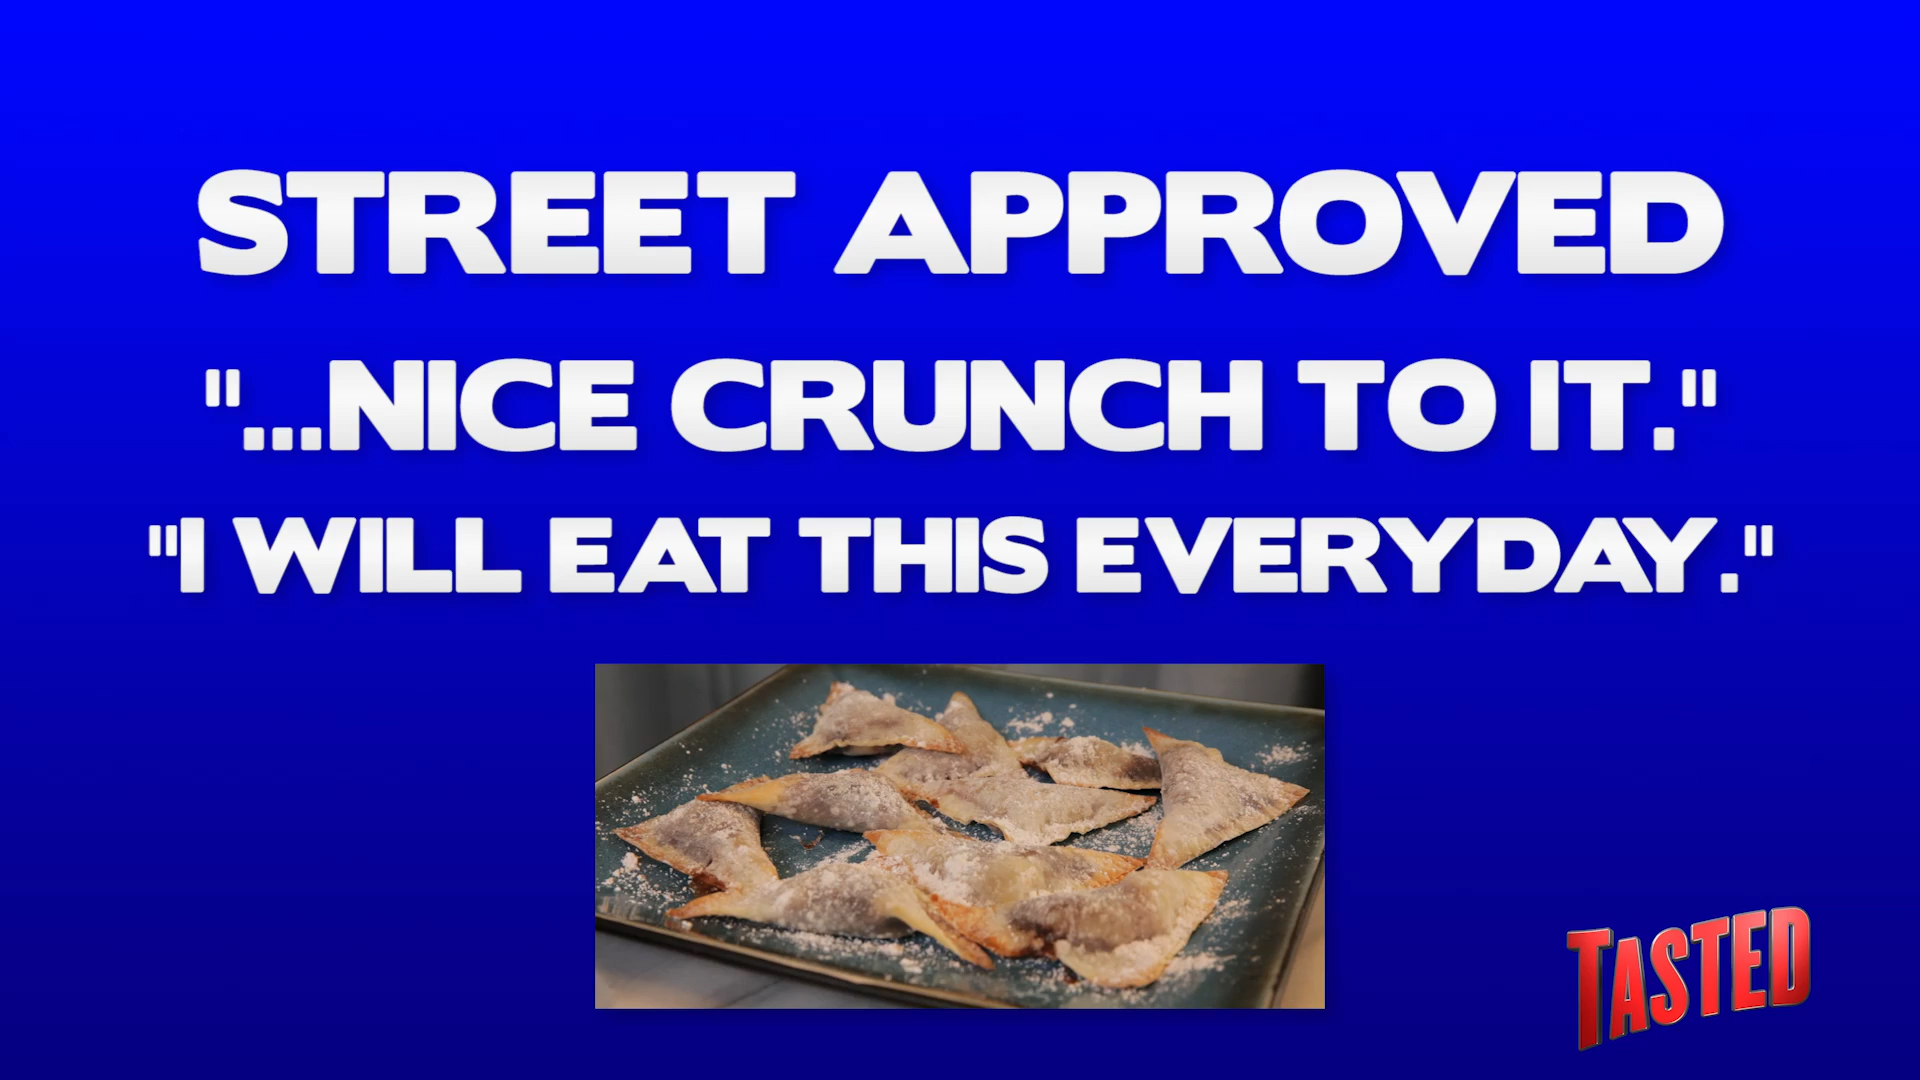 STREET APPROVED
"...NICE CRUNCH TO IT."
"I WILL EAT THIS EVERYDAY."
TASTED